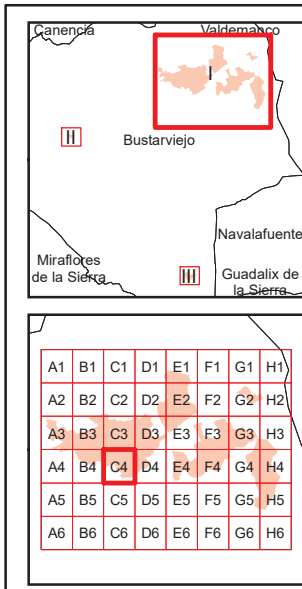 Canencia Valdemanco
I
II Bustarviejo
Navalafuente
Miraflores
de la Sierra
III
Guadalix de
la Sierra
A1 B1 C1 D1 E1 F1 G1 H1
A2 B2 C2 D2 E2 F2 G2 H2
A3 B3 C3 D3 E3 F3 G3 H3
A4 B4 C4 D4 E4 F4 G4 H4
A5 B5 C5 D5 E5 F5 G5 H5
A6 B6 C6 D6 E6 F6 G6 H6